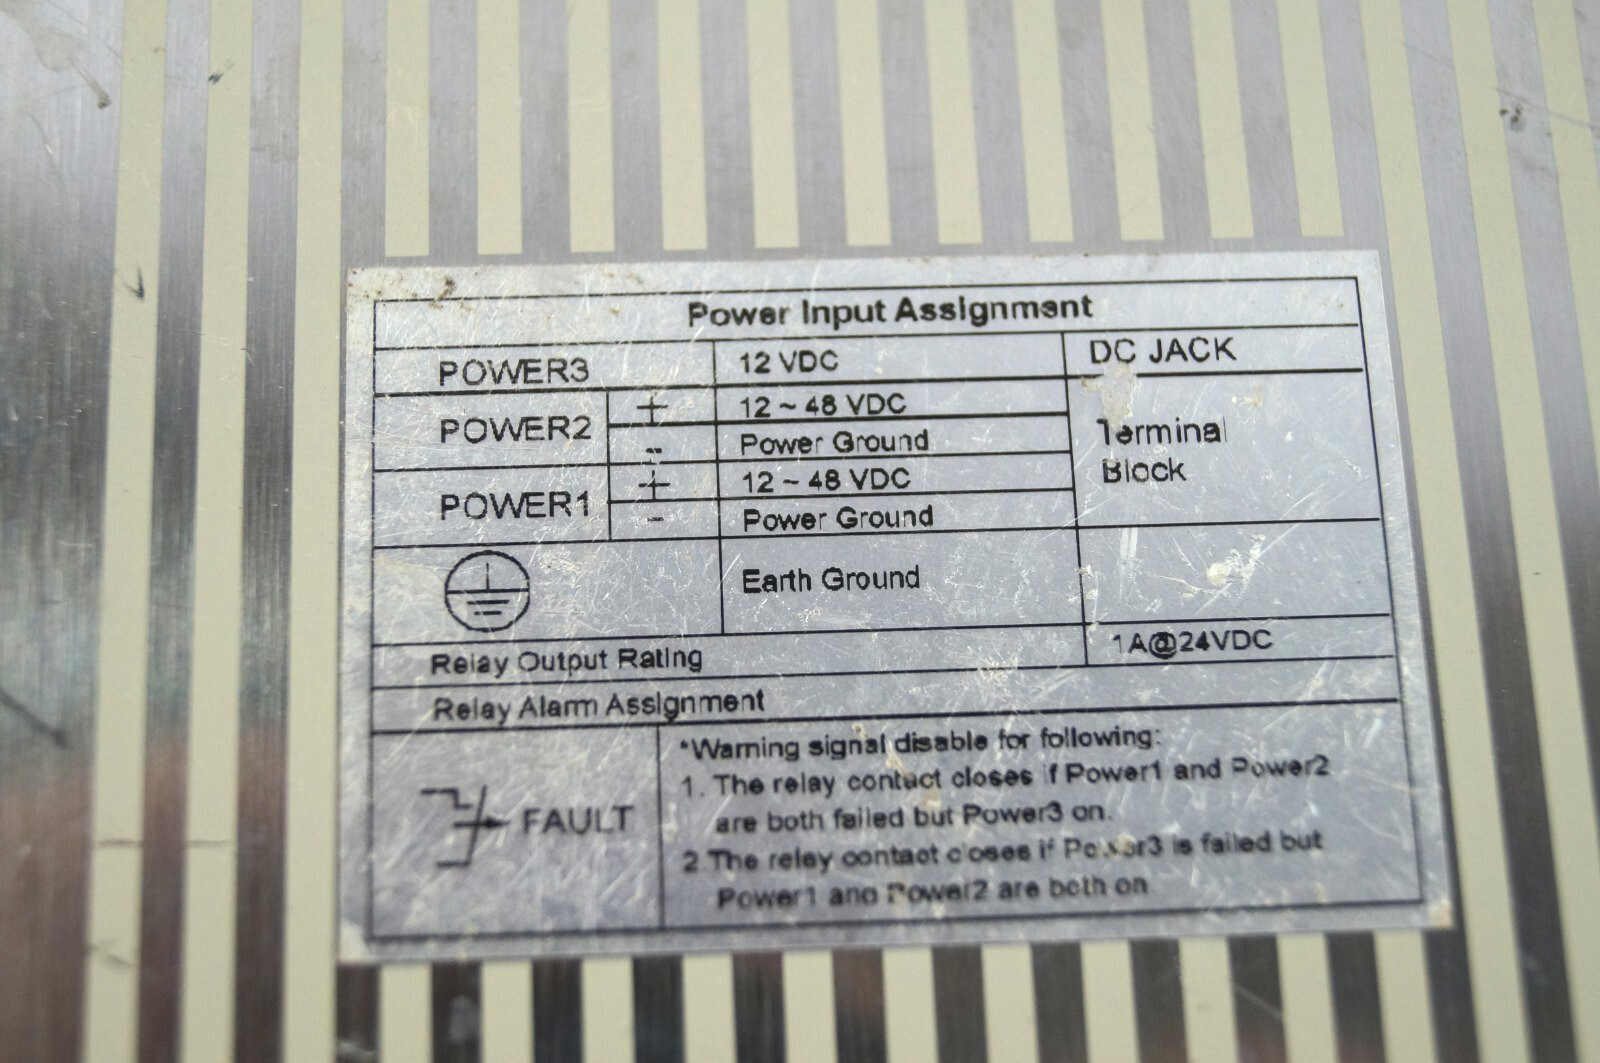 Power Input Assignment
POWER3 12 VDC DC JACK
POWER2 + 12 ~ 48 VDC Terminal Block
- Power Ground
POWER1 + 12 ~ 48 VDC
- Power Ground
Earth Ground
Relay Output Rating 1A@24VDC
Relay Alarm Assignment
FAULT
*Warning signal disable for following:
1. The relay contact closes if Power1 and Power2
are both failed but Power3 on.
2.The relay contact closes if Power3 is failed but
Power1 and Power2 are both on